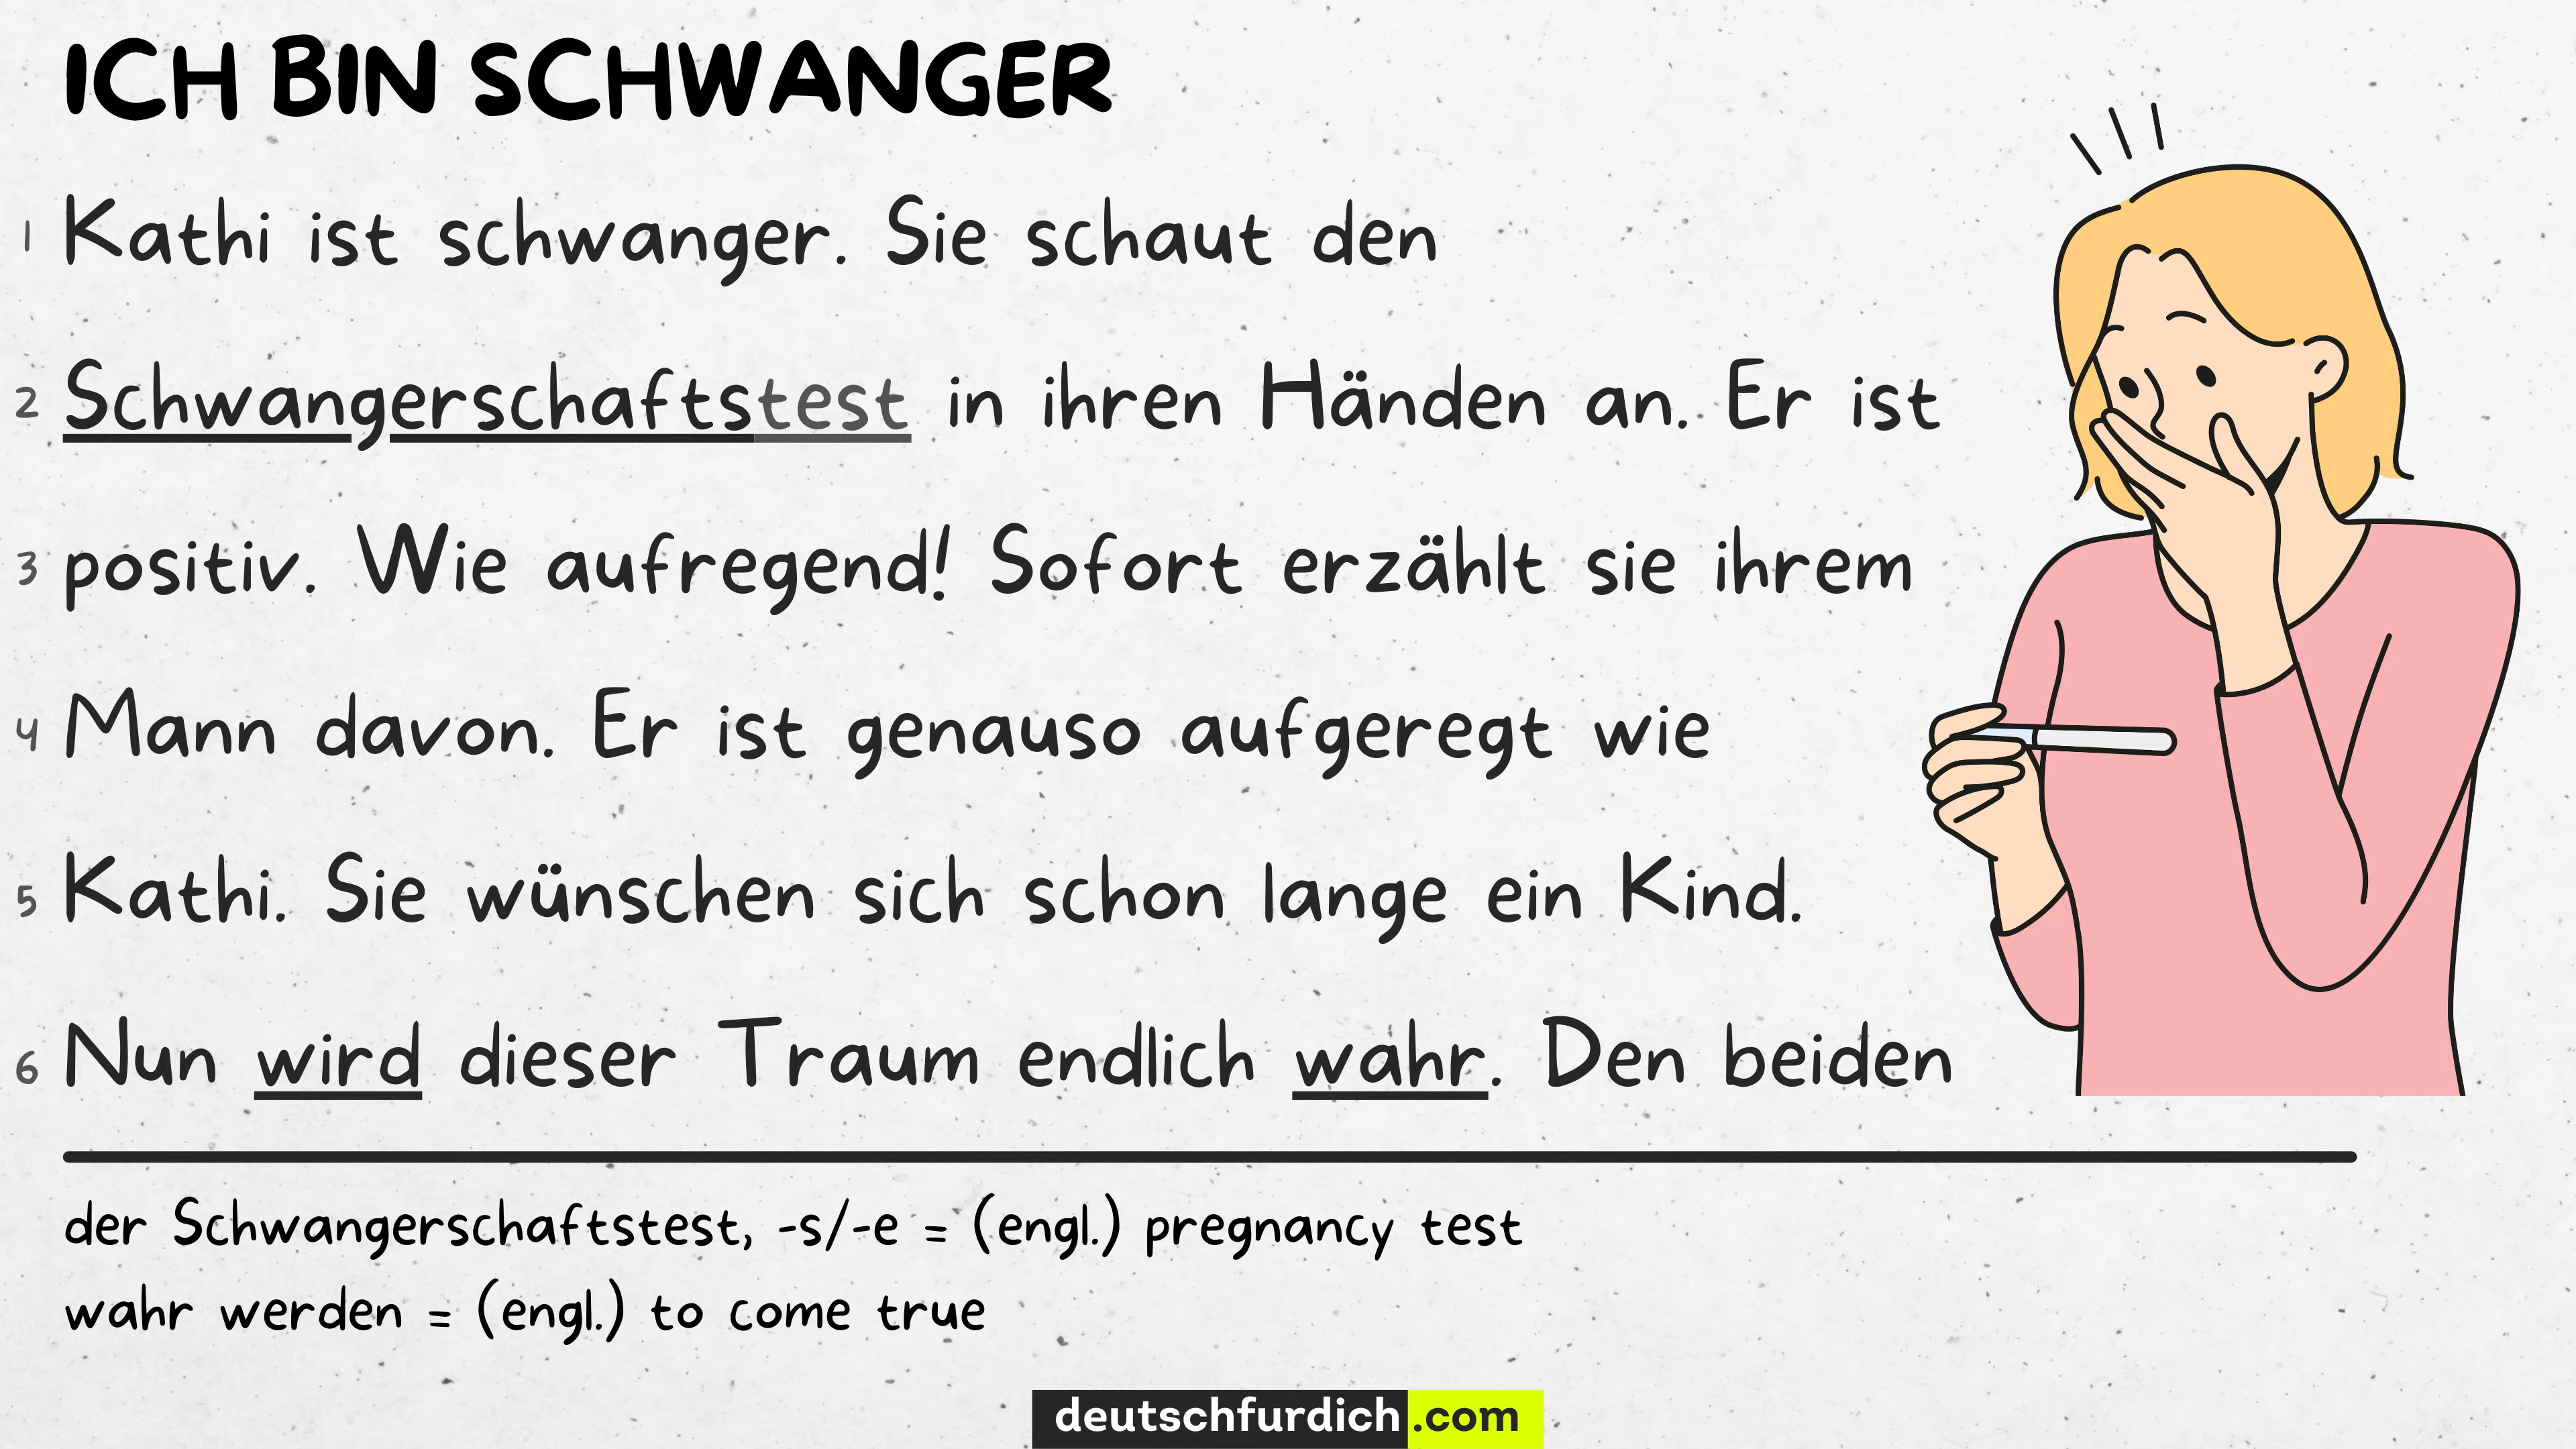 ICH BIN SCHWANGER
1 Kathi ist schwanger. Sie schaut den
2 Schwangerschaftstest in ihren Händen an. Er ist
3 positiv. Wie aufregend! Sofort erzählt sie ihrem
4 Mann davon. Er ist genauso aufgeregt wie
5 Kathi. Sie wünschen sich schon lange ein Kind.
6 Nun wird dieser Traum endlich wahr. Den beiden
der Schwangerschaftstest, -s/-e = (engl.) pregnancy test
wahr werden = (engl.) to come true
deutschfurdich.com